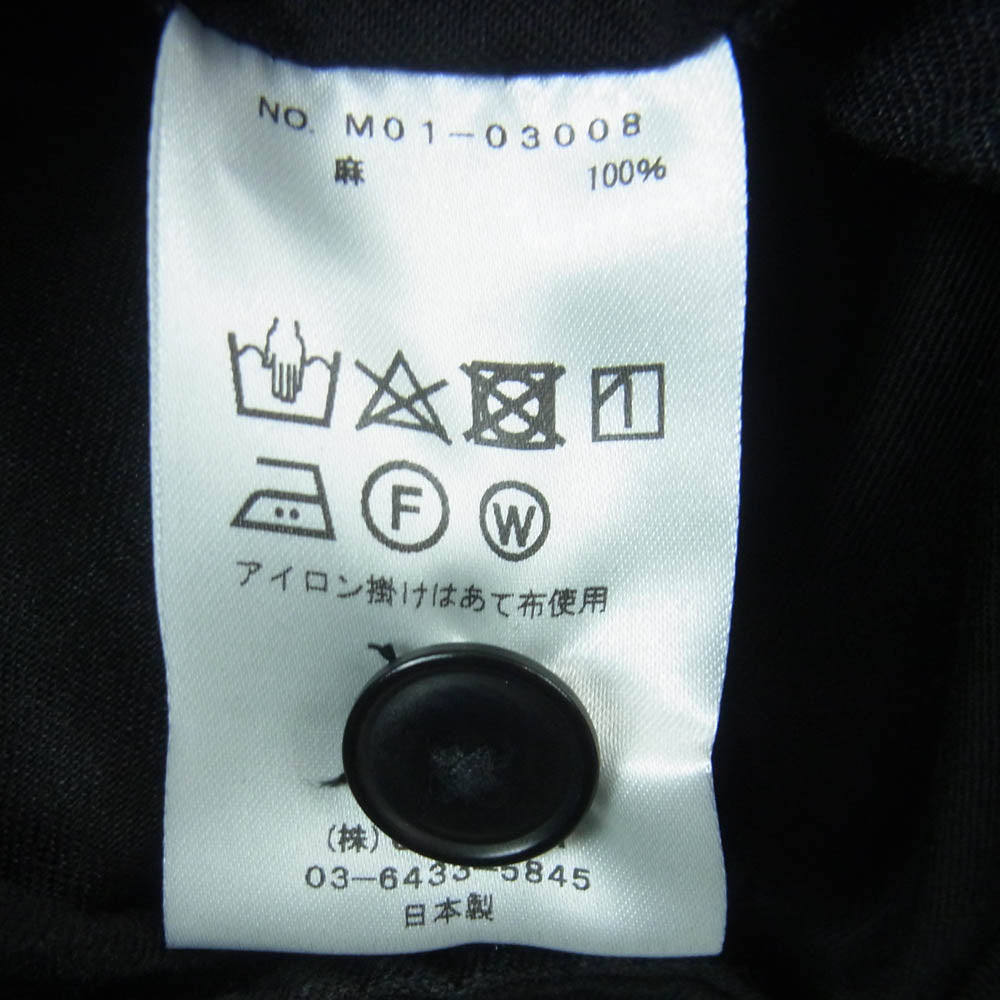 NO. M01-03008
麻 100%
F W
アイロン掛けはあて布使用
(株)
03-6433-5845
日本製